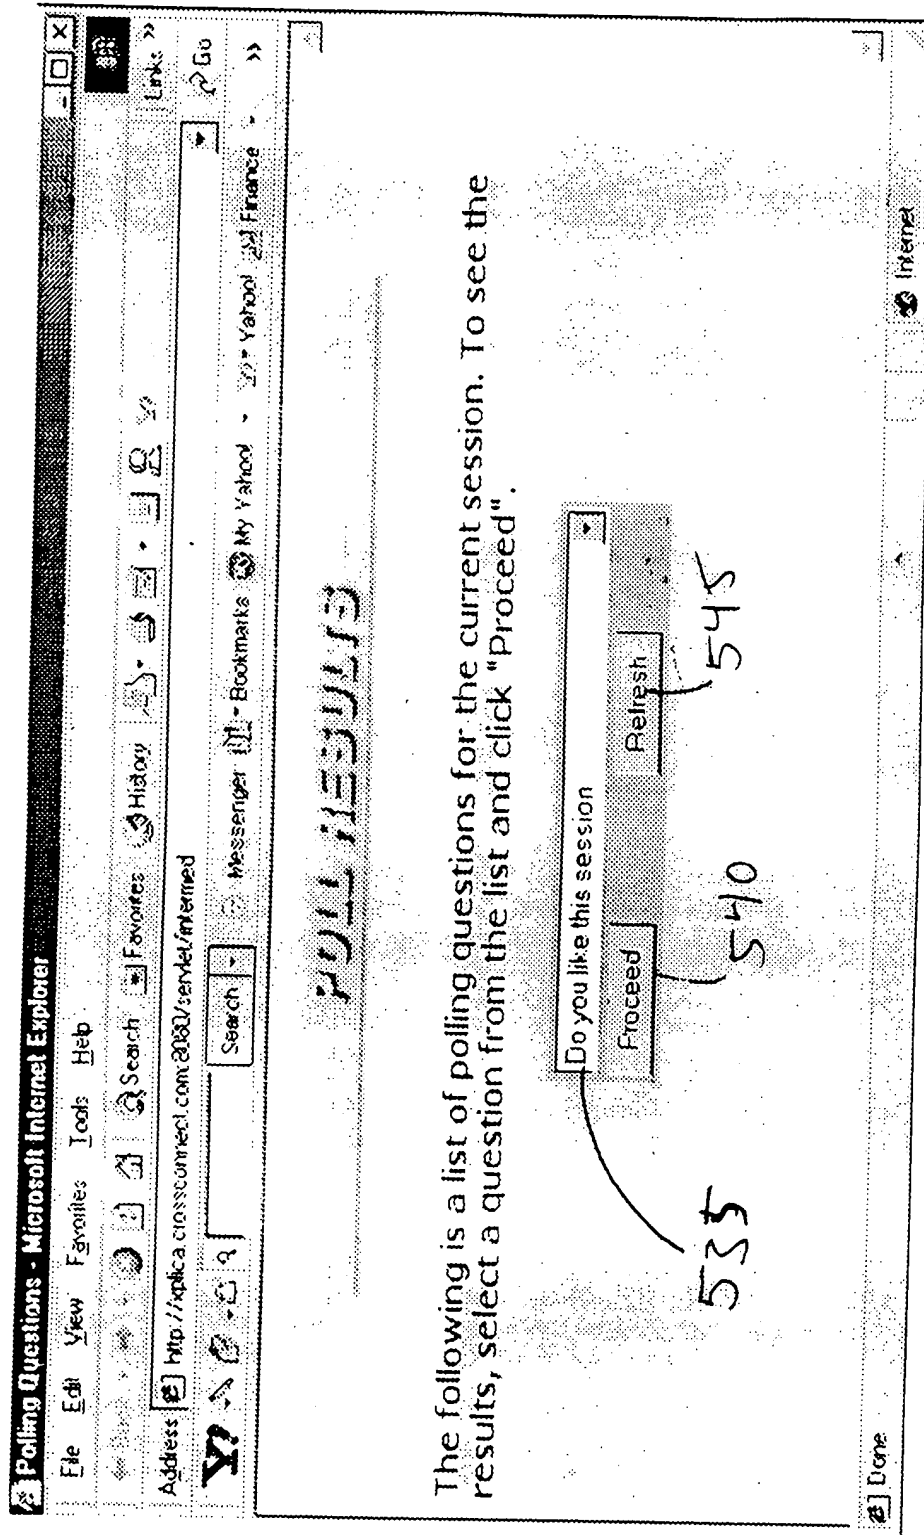 Polling Questions - Microsoft Internet Explorer
File Edit View Favorites Tools Help
Search Favorites History
Links »
Address http://xplica.crossconnect.com:8080/servlet/intermed Go
Y! Search Messenger Bookmarks My Yahoo! Yahoo! Finance »
POLL RESULTS
The following is a list of polling questions for the current session. To see the
results, select a question from the list and click "Proceed".
Do you like this session
Proceed Refresh
535 540 545
Done Internet